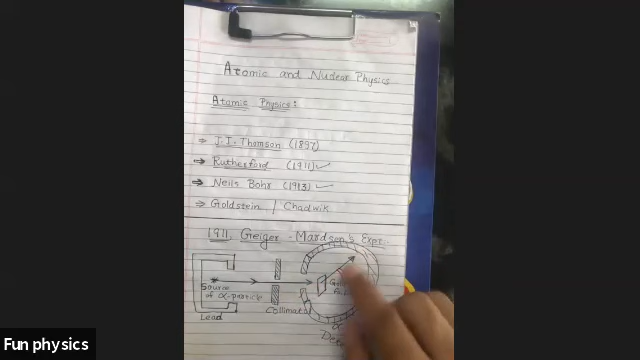 Atomic and Nuclear Physics
Atomic Physics:
⇒ J.J. Thomson (1897)
⇒ Rutherford (1911) ✓
⇒ Neils Bohr (1913) ✓
⇒ Goldstein / Chadwik
1911. Geiger - Mardson's Expt.
Source
of α-particle
Lead
Collimator
Fun physics